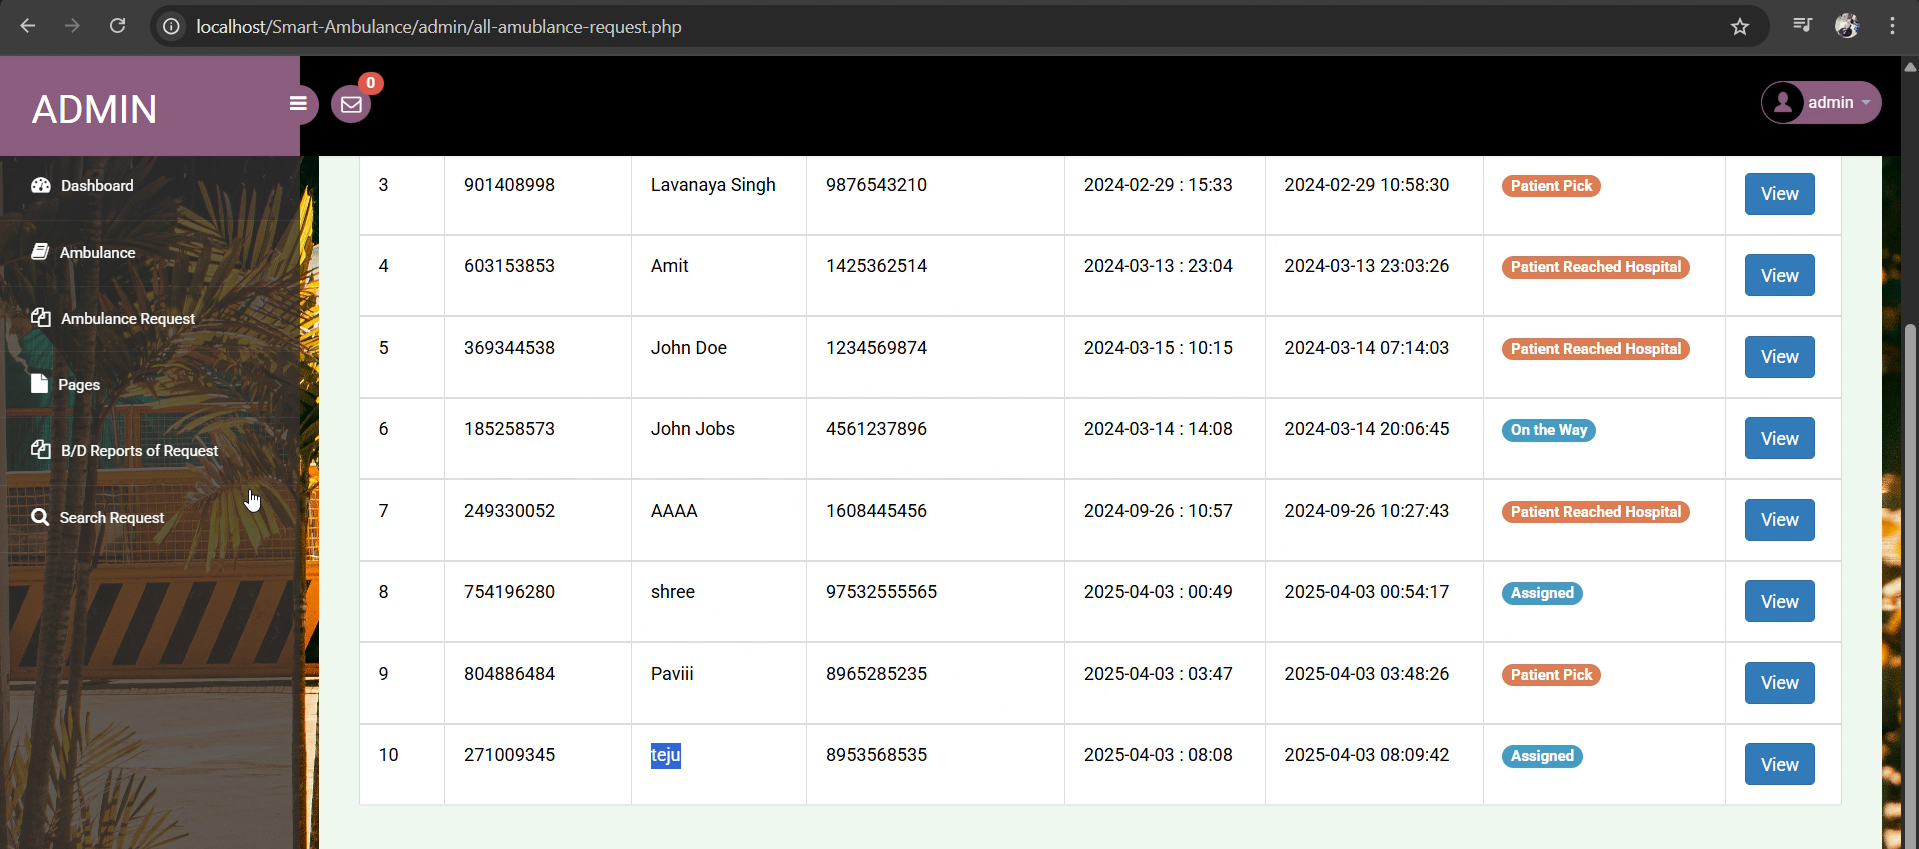 localhost/Smart-Ambulance/admin/all-amublance-request.php
ADMIN
0
admin
Dashboard
Ambulance
Ambulance Request
Pages
B/D Reports of Request
Search Request
3 901408998 Lavanaya Singh 9876543210 2024-02-29 : 15:33 2024-02-29 10:58:30 Patient Pick View
4 603153853 Amit 1425362514 2024-03-13 : 23:04 2024-03-13 23:03:26 Patient Reached Hospital View
5 369344538 John Doe 1234569874 2024-03-15 : 10:15 2024-03-14 07:14:03 Patient Reached Hospital View
6 185258573 John Jobs 4561237896 2024-03-14 : 14:08 2024-03-14 20:06:45 On the Way View
7 249330052 AAAA 1608445456 2024-09-26 : 10:57 2024-09-26 10:27:43 Patient Reached Hospital View
8 754196280 shree 97532555565 2025-04-03 : 00:49 2025-04-03 00:54:17 Assigned View
9 804886484 Paviii 8965285235 2025-04-03 : 03:47 2025-04-03 03:48:26 Patient Pick View
10 271009345 teju 8953568535 2025-04-03 : 08:08 2025-04-03 08:09:42 Assigned View